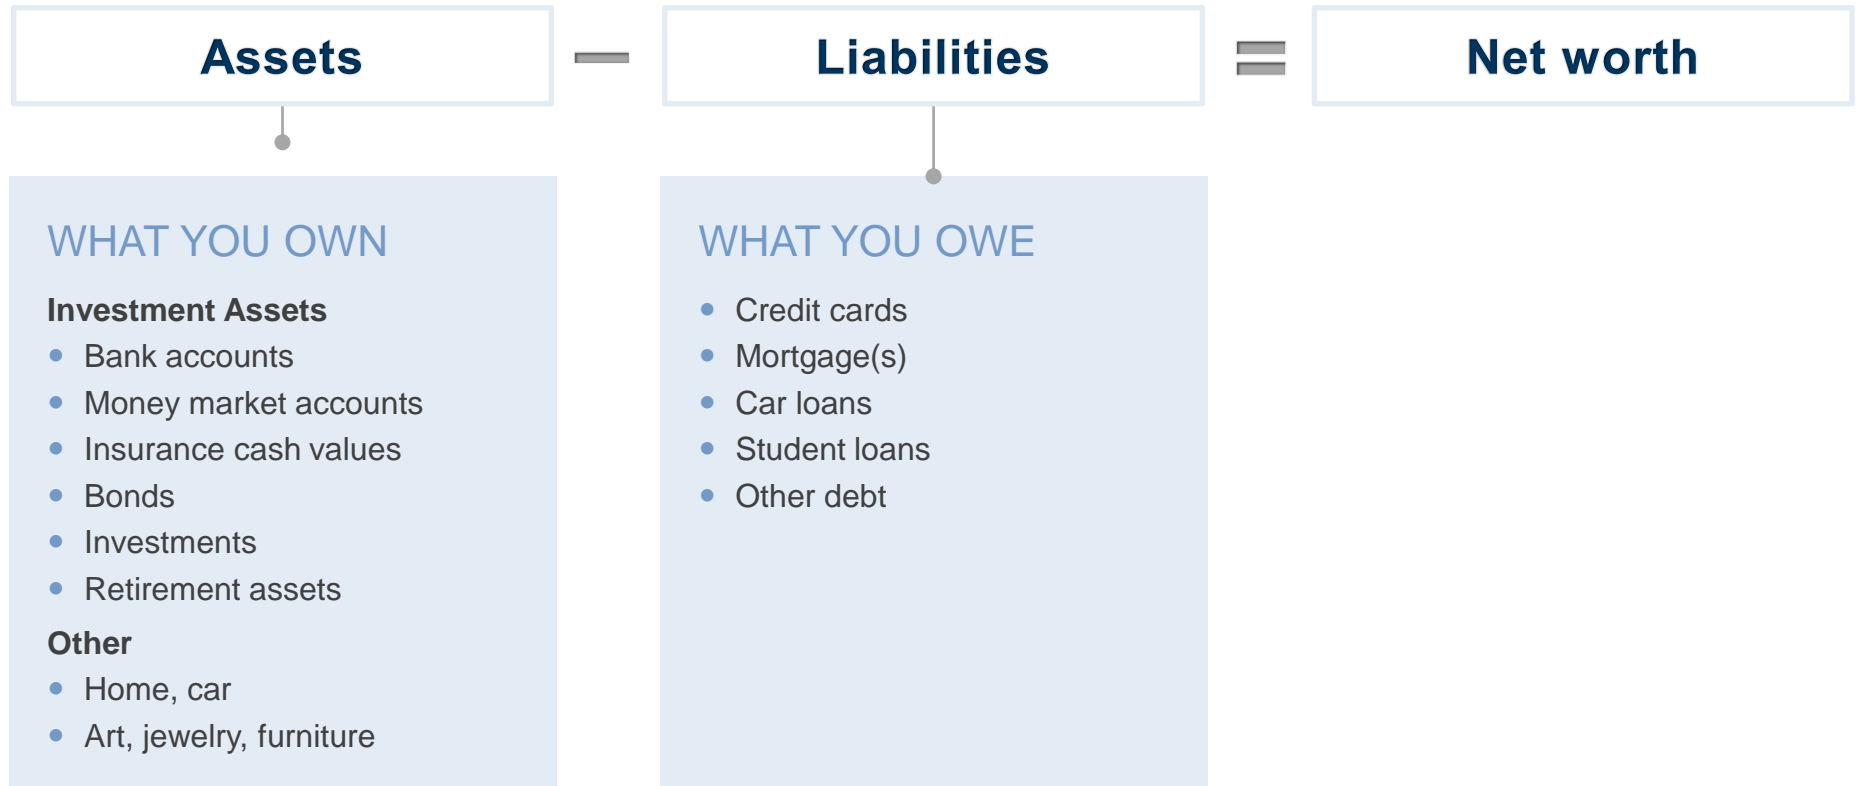 Assets
Liabilities
Net worth
WHAT YOU OWN
Investment Assets
• Bank accounts
• Money market accounts
• Insurance cash values
• Bonds
• Investments
• Retirement assets
Other
• Home, car
• Art, jewelry, furniture
WHAT YOU OWE
• Credit cards
• Mortgage(s)
• Car loans
• Student loans
• Other debt